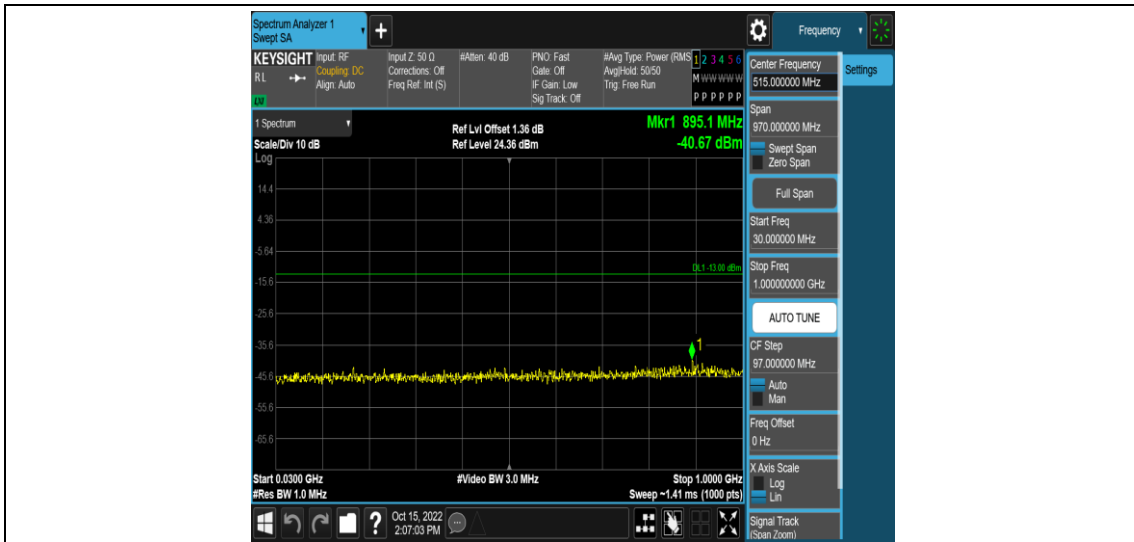 Spectrum Analyzer 1
Swept SA
Frequency
KEYSIGHT
RL
LXI
Input: RF
Coupling: DC
Align: Auto
Input Z: 50 Ω
Corrections: Off
Freq Ref: Int (S)
#Atten: 40 dB
PNO: Fast
Gate: Off
IF Gain: Low
Sig Track: Off
#Avg Type: Power (RMS
Avg|Hold: 50/50
Trig: Free Run
1 2 3 4 5 6
M W W W W W
P P P P P P
1 Spectrum
Scale/Div 10 dB
Ref Lvl Offset 1.36 dB
Ref Level 24.36 dBm
Mkr1 895.1 MHz
-40.67 dBm
Log
14.4
4.36
-5.64
DL1 -13.00 dBm
-15.6
-25.6
-35.6
1
-45.6
-55.6
-65.6
Start 0.0300 GHz
#Res BW 1.0 MHz
#Video BW 3.0 MHz
Stop 1.0000 GHz
Sweep ~1.41 ms (1000 pts)
Center Frequency
515.000000 MHz
Settings
Span
970.000000 MHz
Swept Span
Zero Span
Full Span
Start Freq
30.000000 MHz
Stop Freq
1.000000000 GHz
AUTO TUNE
CF Step
97.000000 MHz
Auto
Man
Freq Offset
0 Hz
X Axis Scale
Log
Lin
Signal Track
(Span Zoom)
?
Oct 15, 2022
2:07:03 PM